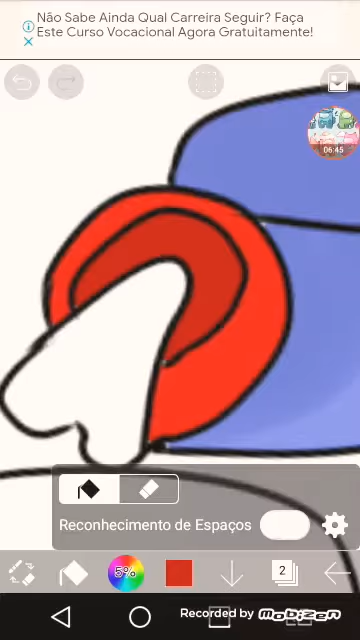 Não Sabe Ainda Qual Carreira Seguir? Faça
Este Curso Vocacional Agora Gratuitamente!
06:45
Reconhecimento de Espaços
5%
2
Recorded by mobizen